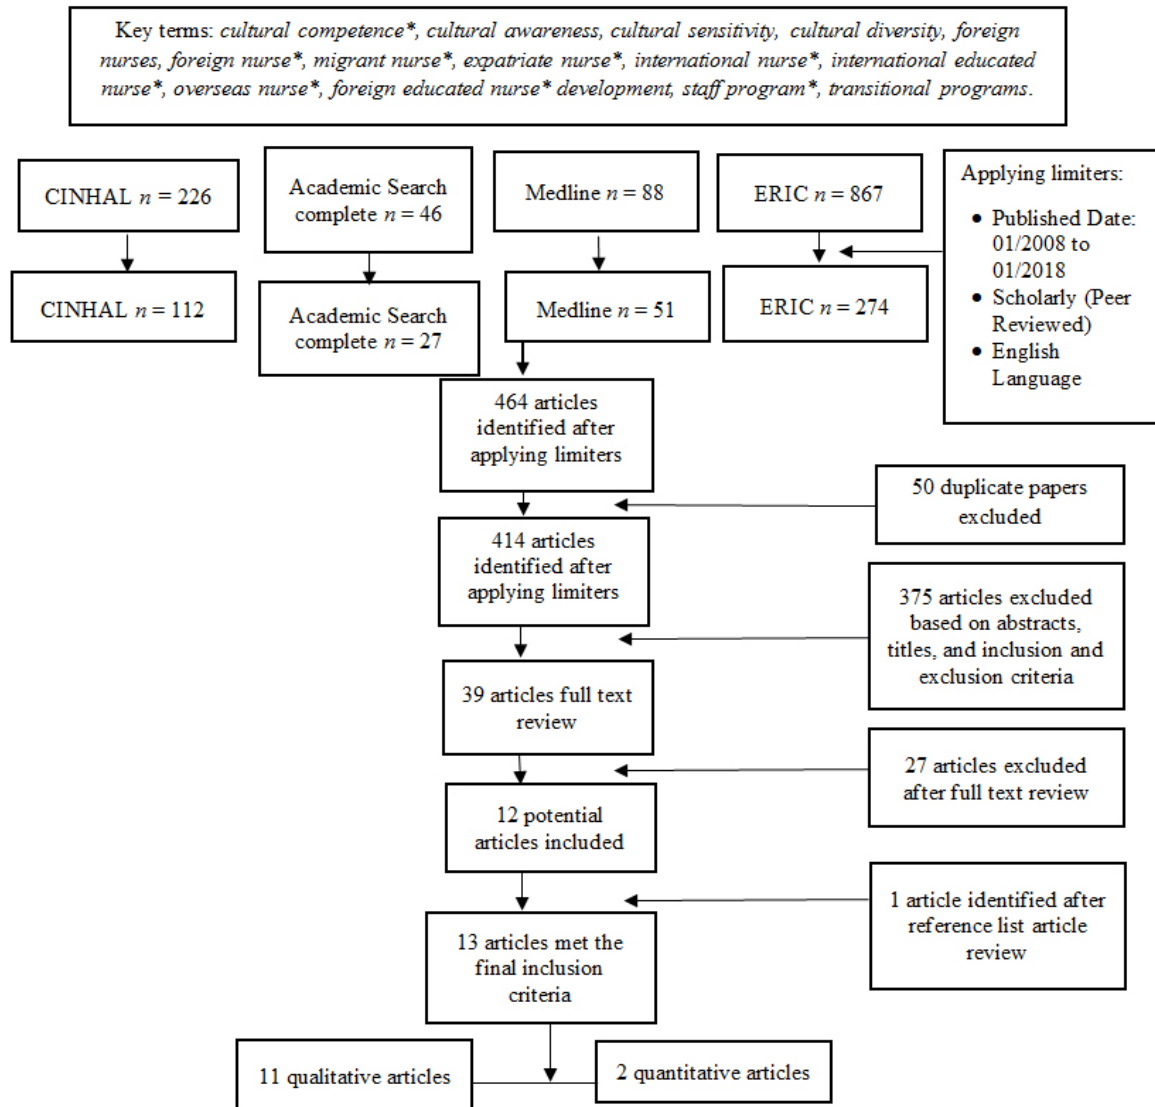 Key terms: cultural competence*, cultural awareness, cultural sensitivity, cultural diversity, foreign
nurses, foreign nurse*, migrant nurse*, expatriate nurse*, international nurse*, international educated
nurse*, overseas nurse*, foreign educated nurse* development, staff program*, transitional programs.
CINHAL n = 226
Academic Search
complete n = 46
Medline n = 88
ERIC n = 867
Applying limiters:
• Published Date:
01/2008 to
01/2018
• Scholarly (Peer
Reviewed)
• English
Language
CINHAL n = 112
Academic Search
complete n = 27
Medline n = 51
ERIC n = 274
464 articles
identified after
applying limiters
50 duplicate papers
excluded
414 articles
identified after
applying limiters
375 articles excluded
based on abstracts,
titles, and inclusion and
exclusion criteria
39 articles full text
review
27 articles excluded
after full text review
12 potential
articles included
1 article identified after
reference list article
review
13 articles met the
final inclusion
criteria
11 qualitative articles
2 quantitative articles